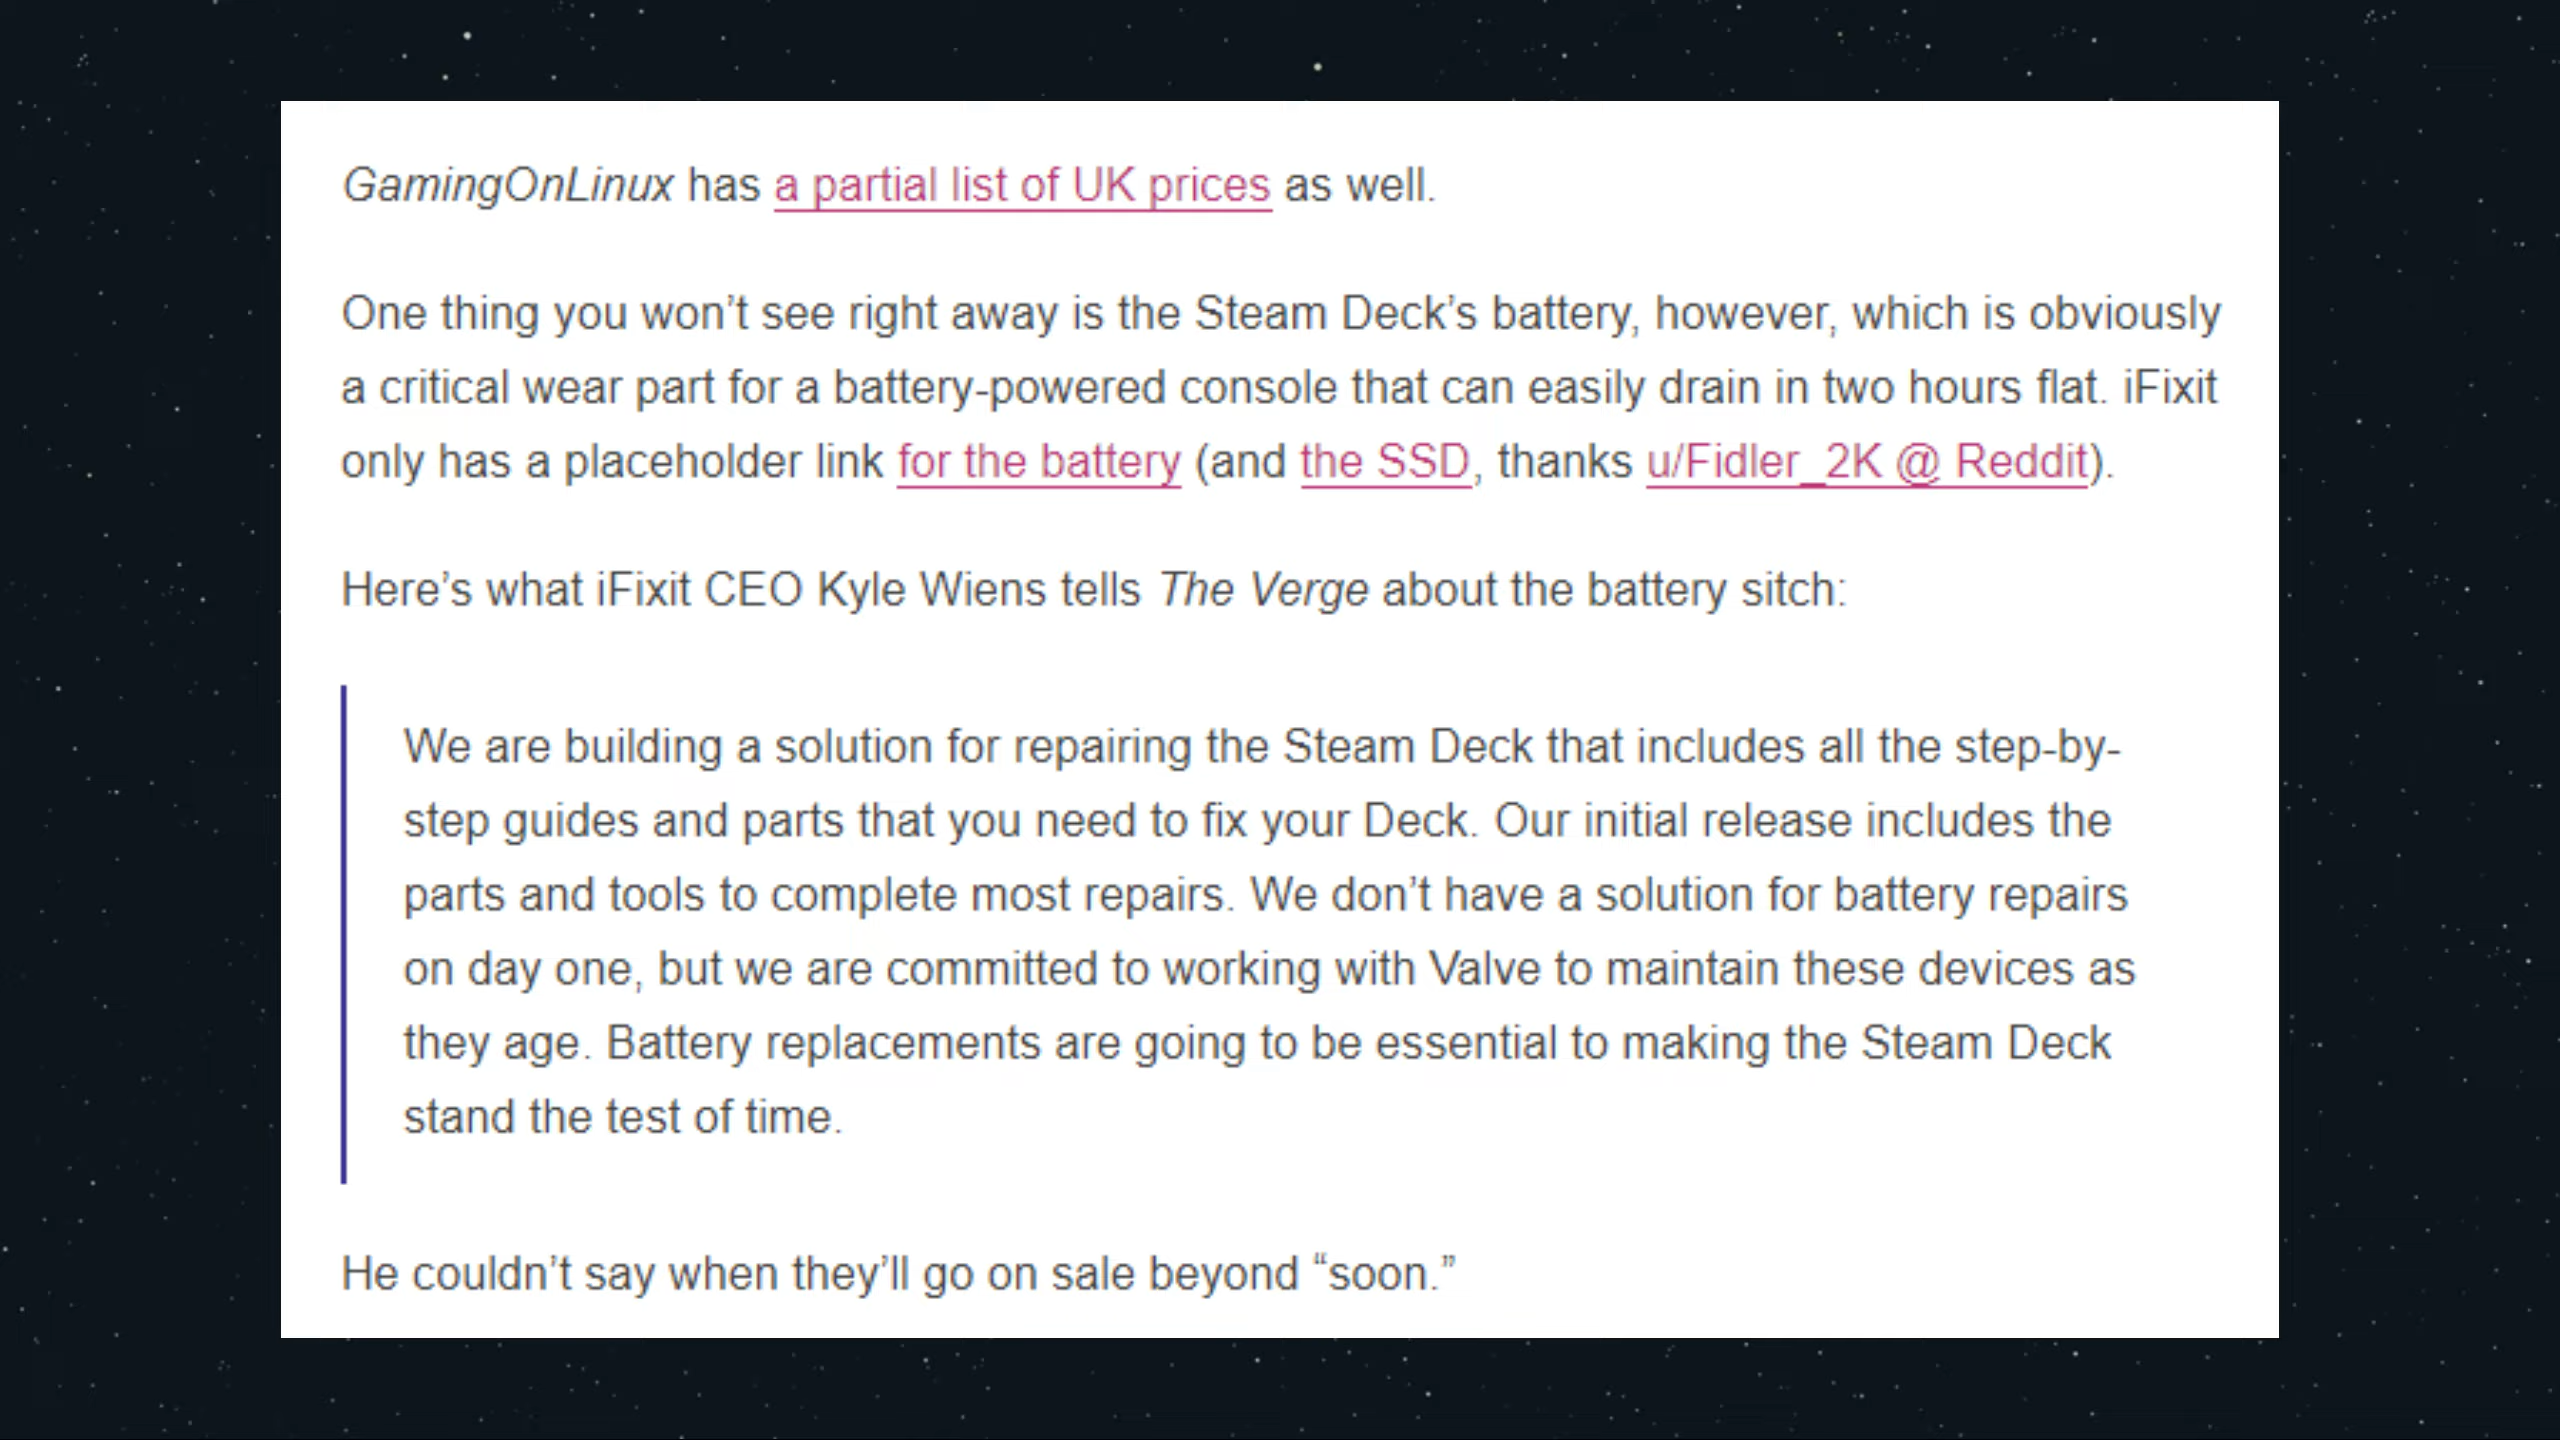 GamingOnLinux has a partial list of UK prices as well.
One thing you won’t see right away is the Steam Deck’s battery, however, which is obviously
a critical wear part for a battery-powered console that can easily drain in two hours flat. iFixit
only has a placeholder link for the battery (and the SSD, thanks u/Fidler_2K @ Reddit).
Here’s what iFixit CEO Kyle Wiens tells The Verge about the battery sitch:
We are building a solution for repairing the Steam Deck that includes all the step-by-
step guides and parts that you need to fix your Deck. Our initial release includes the
parts and tools to complete most repairs. We don’t have a solution for battery repairs
on day one, but we are committed to working with Valve to maintain these devices as
they age. Battery replacements are going to be essential to making the Steam Deck
stand the test of time.
He couldn’t say when they’ll go on sale beyond “soon.”